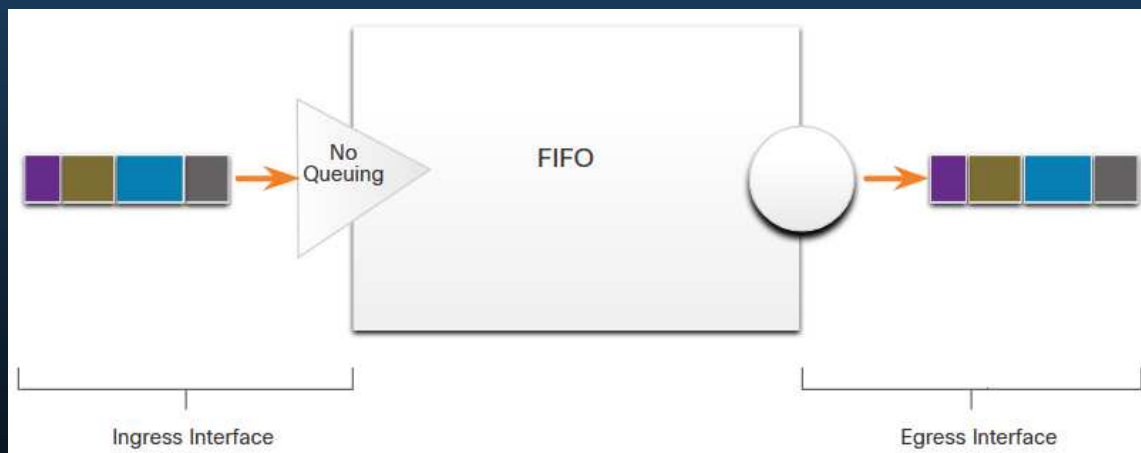 No
Queuing
FIFO
Ingress Interface
Egress Interface